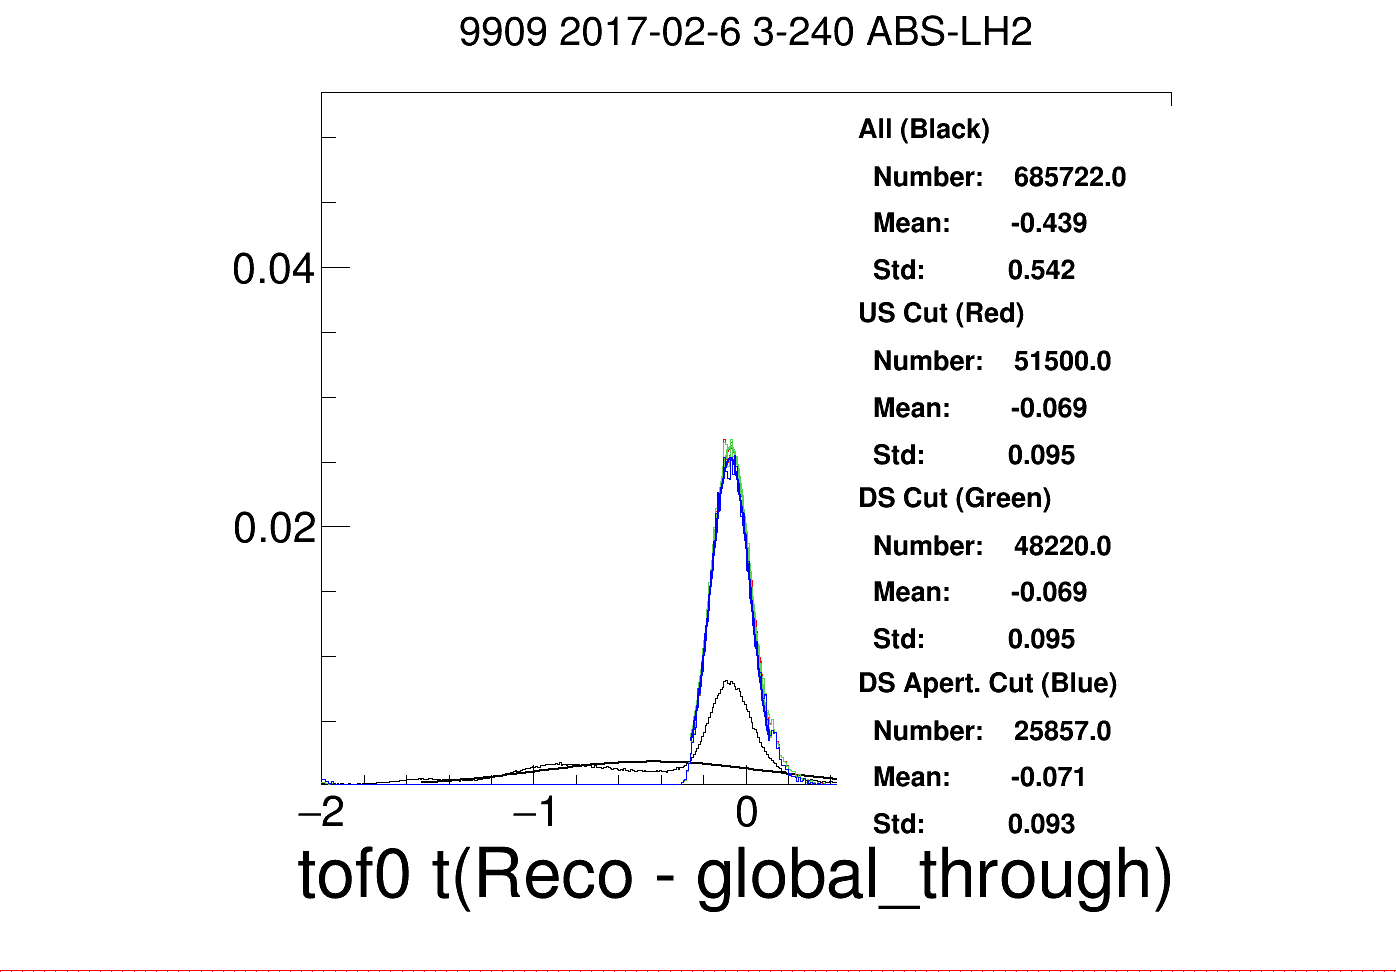 9909 2017-02-6 3-240 ABS-LH2
All (Black)
Number: 685722.0
Mean: -0.439
Std: 0.542
US Cut (Red)
Number: 51500.0
Mean: -0.069
Std: 0.095
DS Cut (Green)
Number: 48220.0
Mean: -0.069
Std: 0.095
DS Apert. Cut (Blue)
Number: 25857.0
Mean: -0.071
Std: 0.093
0.04
0.02
−2 −1 0
tof0 t(Reco - global_through)